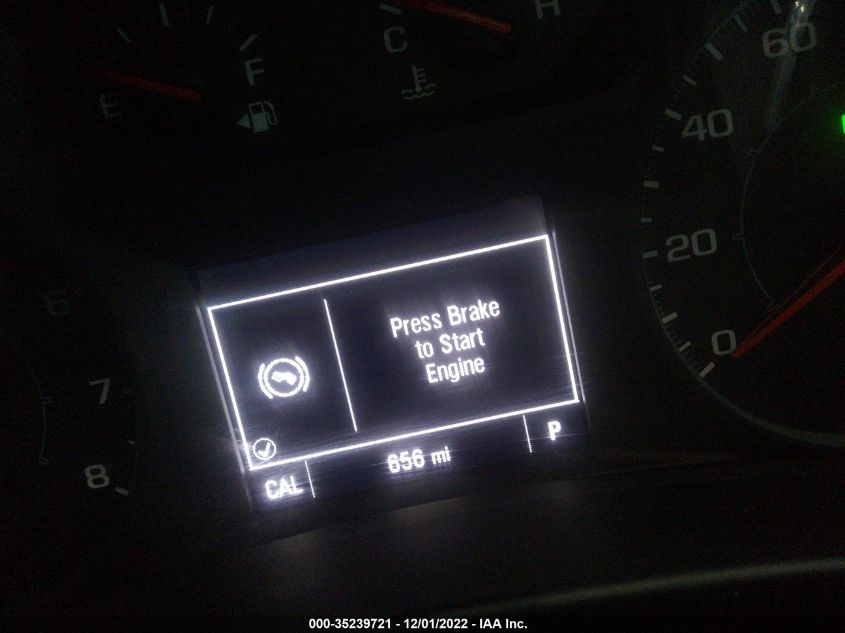 H
C
F
E
60
40
20
0
6
7
8
Press Brake
to Start
Engine
CAL
656 mi
P
000-35239721 - 12/01/2022 - IAA Inc.